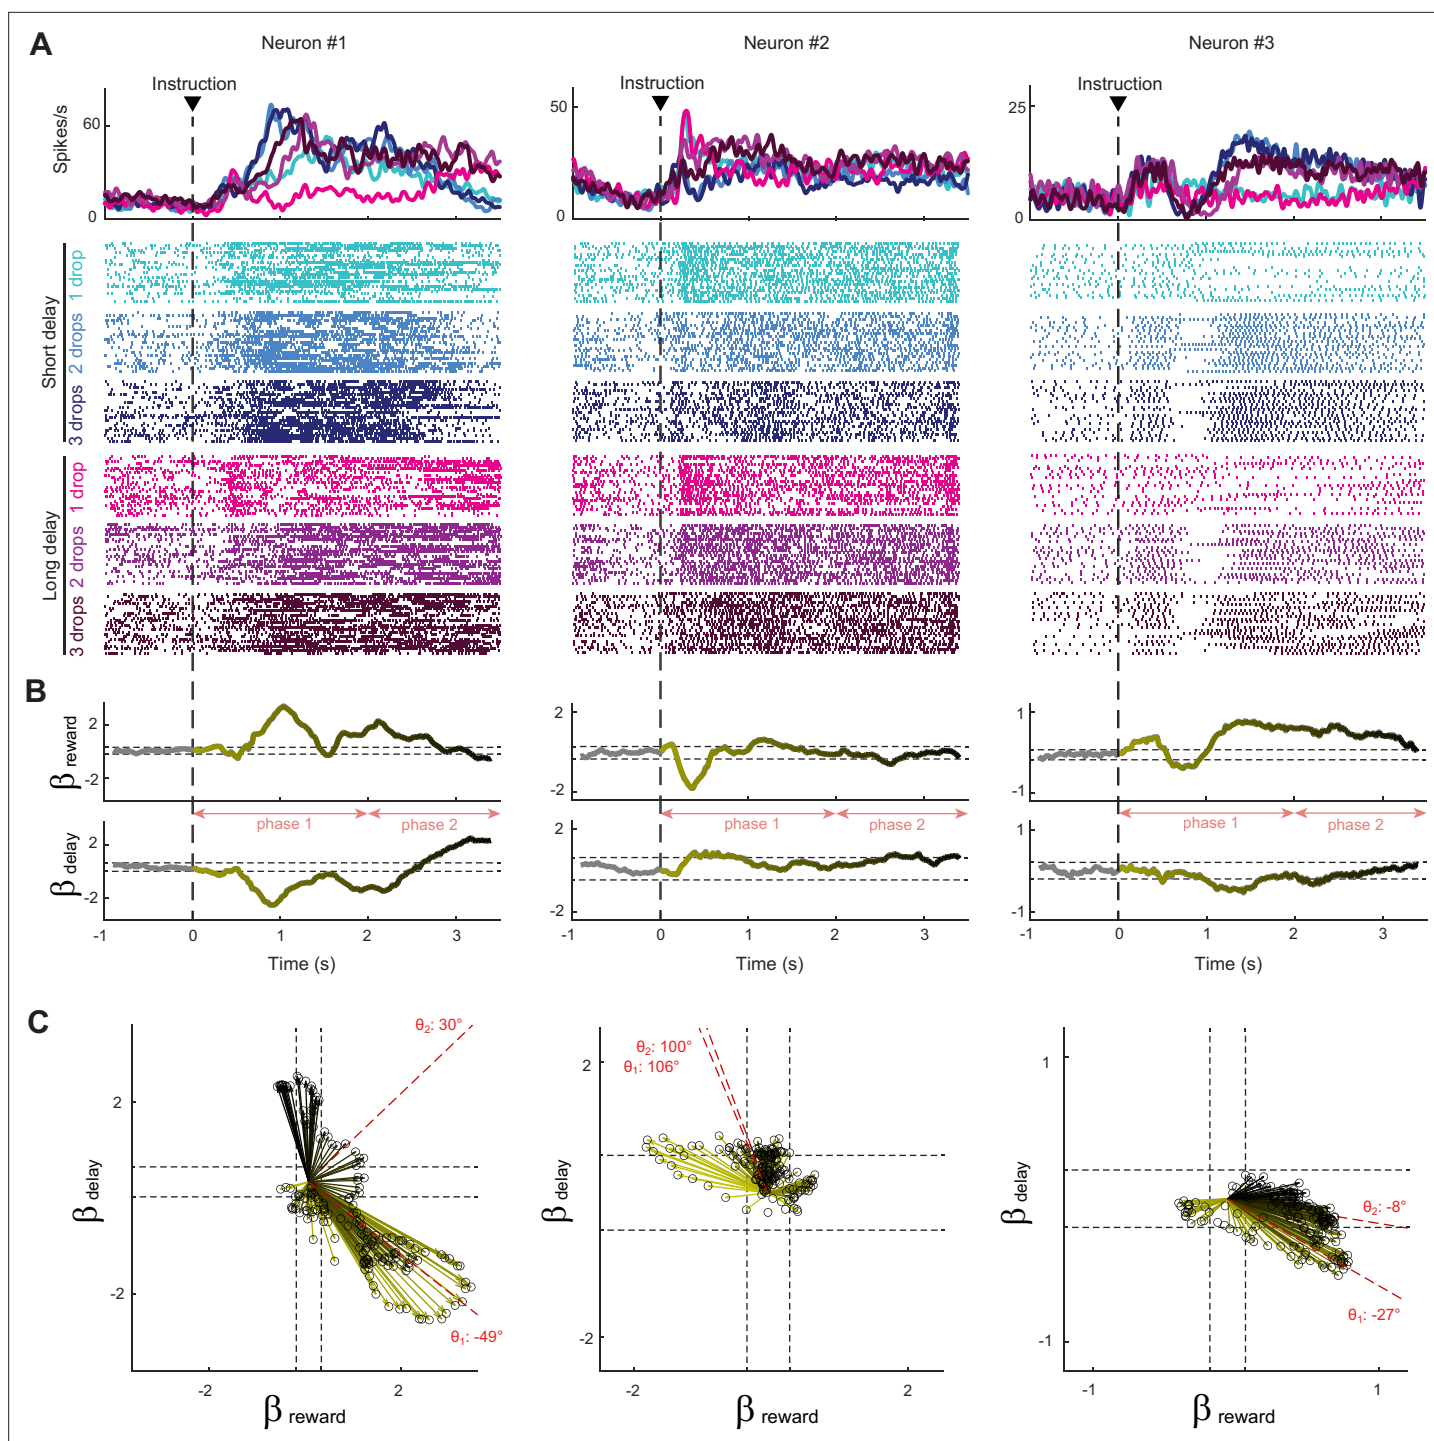 A
Neuron #1
Neuron #2
Neuron #3
Instruction
Instruction
Instruction
Spikes/s
60
0
50
0
25
0
Short delay
1 drop
2 drops
3 drops
Long delay
1 drop
2 drops
3 drops
B
β reward
2
-2
2
-2
1
-1
phase 1
phase 2
phase 1
phase 2
phase 1
phase 2
β delay
2
-2
2
-2
1
-1
-1 0 1 2 3
-1 0 1 2 3
-1 0 1 2 3
Time (s)
Time (s)
Time (s)
C
θ2: 30°
θ1: -49°
β delay
2
-2
-2 2
β reward
θ2: 100°
θ1: 106°
β delay
2
-2
-2 2
β reward
θ2: -8°
θ1: -27°
β delay
1
-1
-1 1
β reward